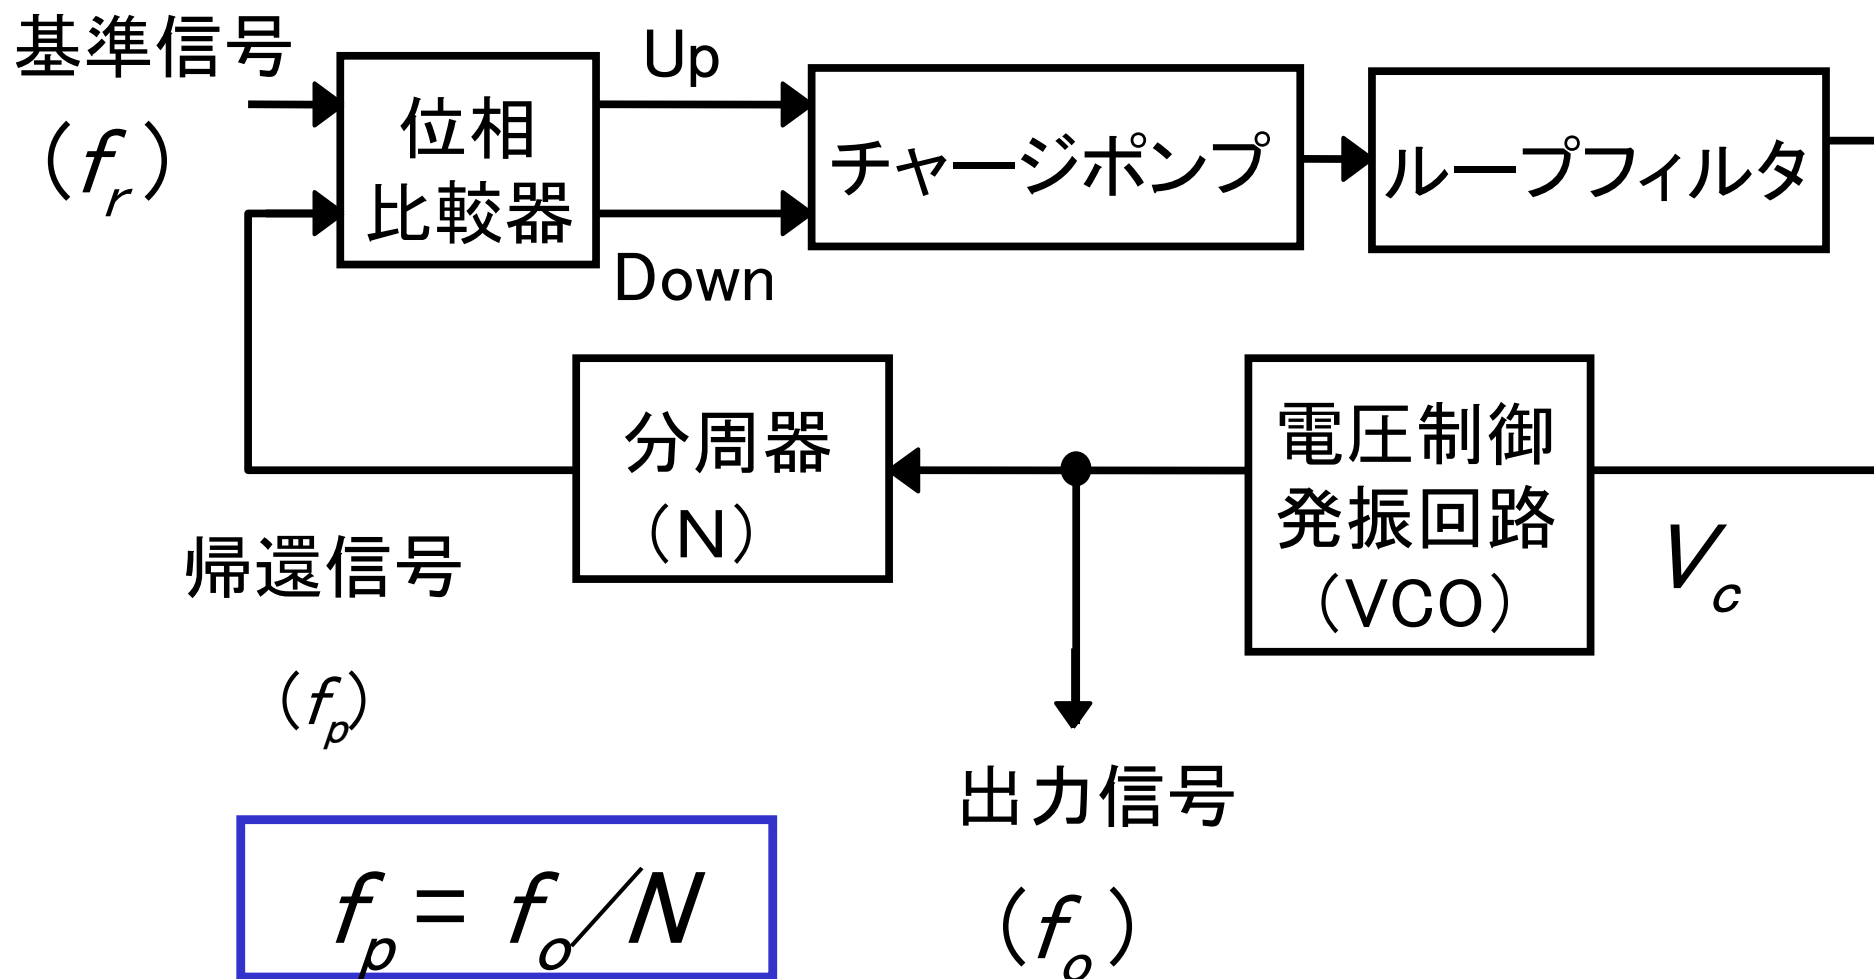 基準信号
(fr)
位相
比較器
Up
Down
チャージポンプ
ループフィルタ
分周器
(N)
電圧制御
発振回路
(VCO)
Vc
帰還信号
(fp)
出力信号
(fo)
fp = fo/N